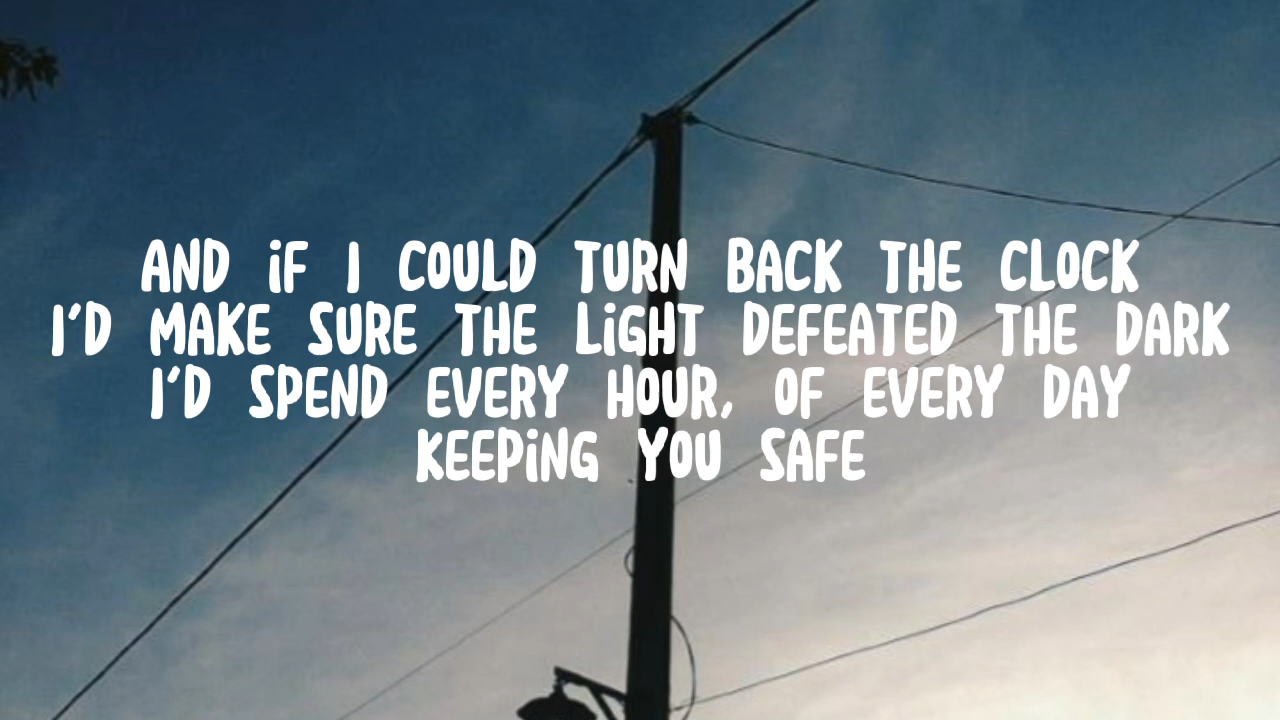 AND iF I COULD TURN BACK THE CLOCK
I'D MAKE SURE THE LiGHT DEFEATED THE DARK
I'D SPEND EVERY HOUR, OF EVERY DAY
KEEPiNG YOU SAFE